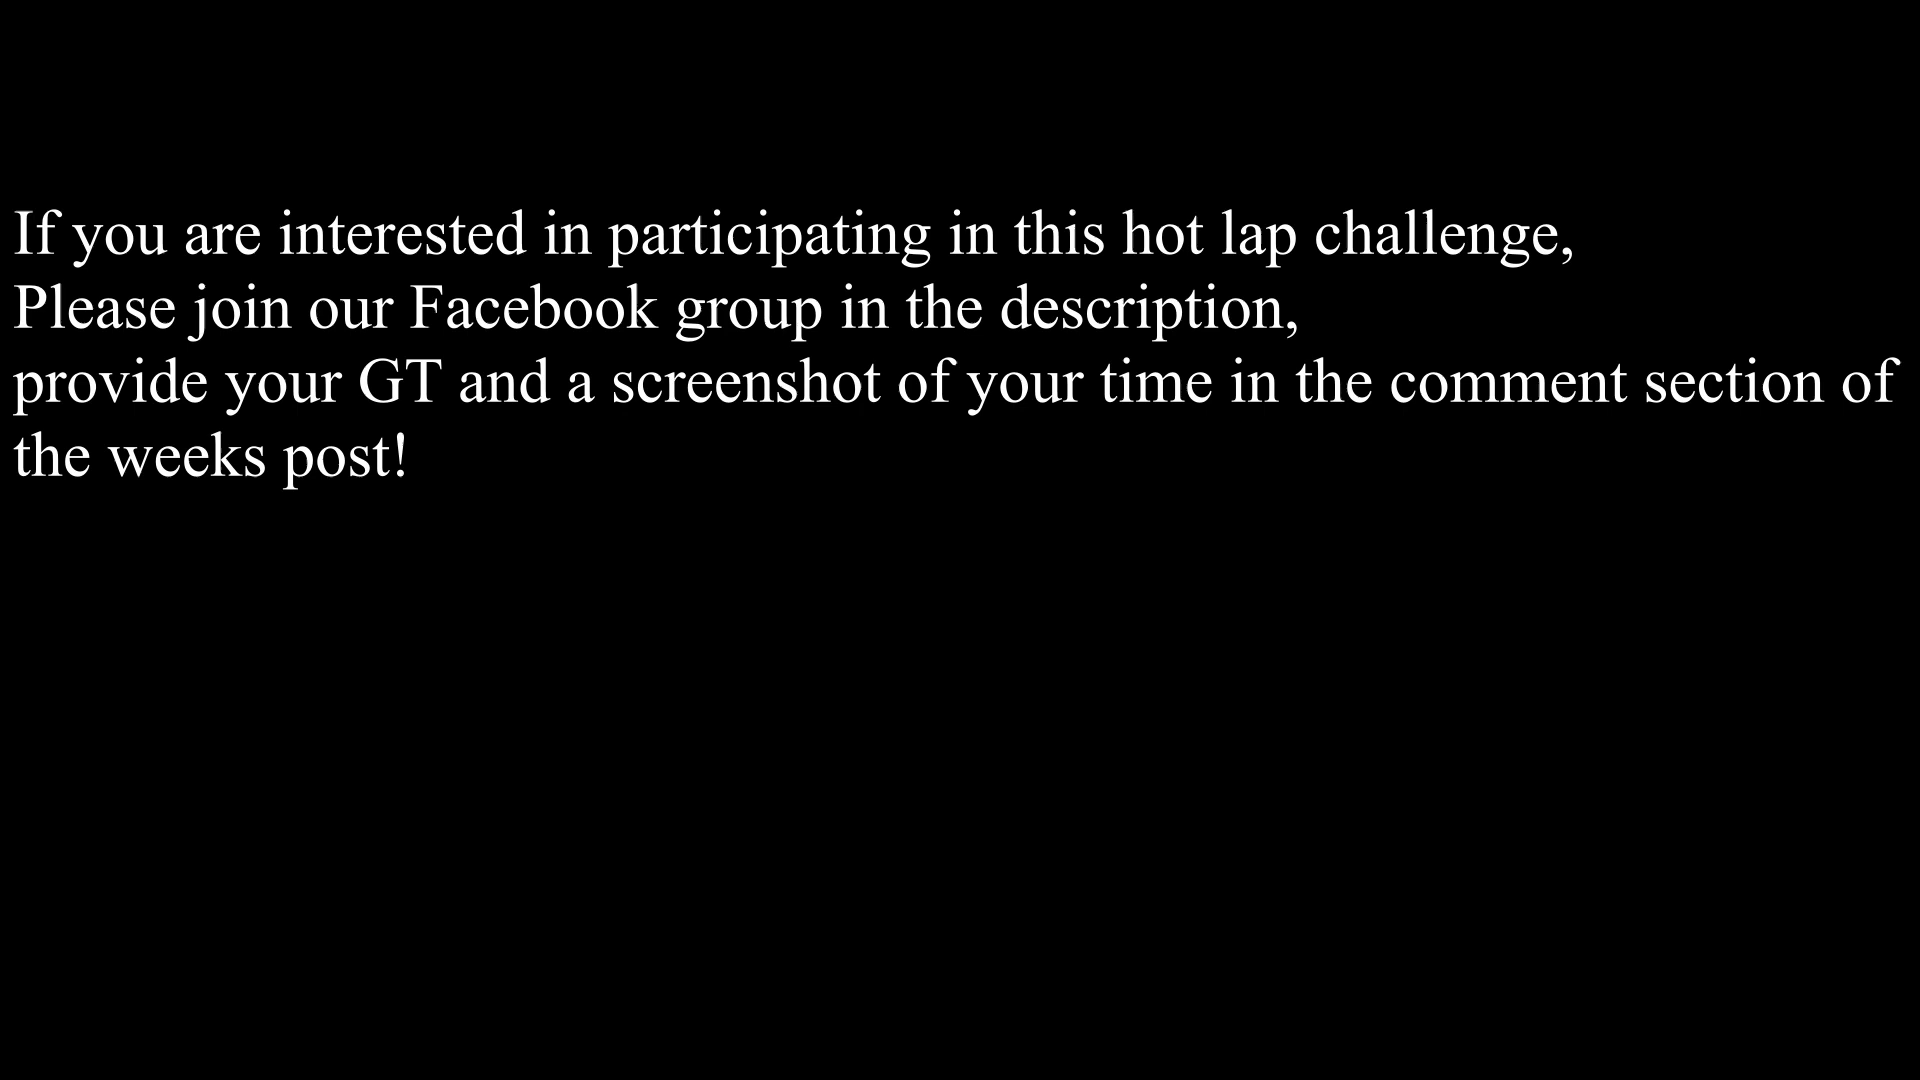 If you are interested in participating in this hot lap challenge,
Please join our Facebook group in the description,
provide your GT and a screenshot of your time in the comment section of
the weeks post!